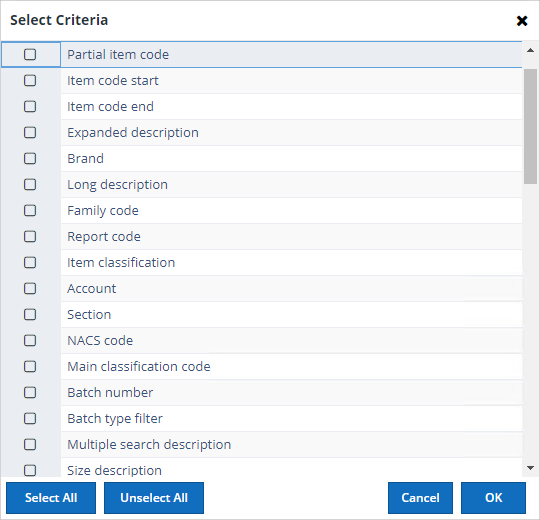 Select Criteria
Partial item code
Item code start
Item code end
Expanded description
Brand
Long description
Family code
Report code
Item classification
Account
Section
NACS code
Main classification code
Batch number
Batch type filter
Multiple search description
Size description
Select All Unselect All Cancel OK